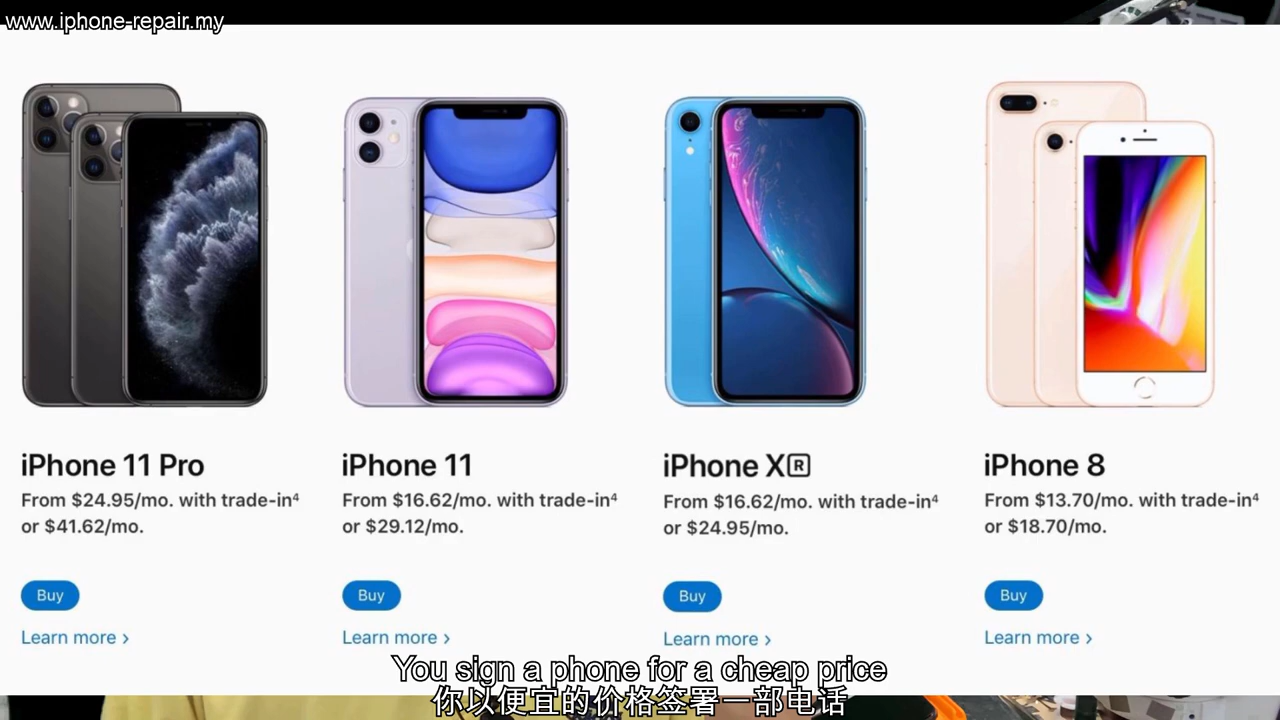 www.iphone-repair.my
iPhone 11 Pro
From $24.95/mo. with trade-in⁴
or $41.62/mo.
Buy
Learn more ›
iPhone 11
From $16.62/mo. with trade-in⁴
or $29.12/mo.
Buy
Learn more ›
iPhone XR
From $16.62/mo. with trade-in⁴
or $24.95/mo.
Buy
Learn more ›
iPhone 8
From $13.70/mo. with trade-in⁴
or $18.70/mo.
Buy
Learn more ›
You sign a phone for a cheap price
你以便宜的价格签署一部电话